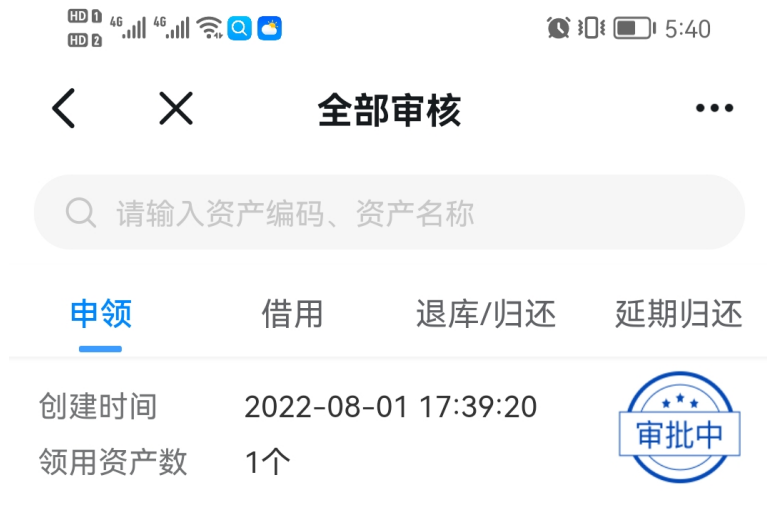 HD 1 4G 4G 5:40
HD 2
全部审核
请输入资产编码、资产名称
申领 借用 退库/归还 延期归还
创建时间 2022-08-01 17:39:20
审批中
领用资产数 1个